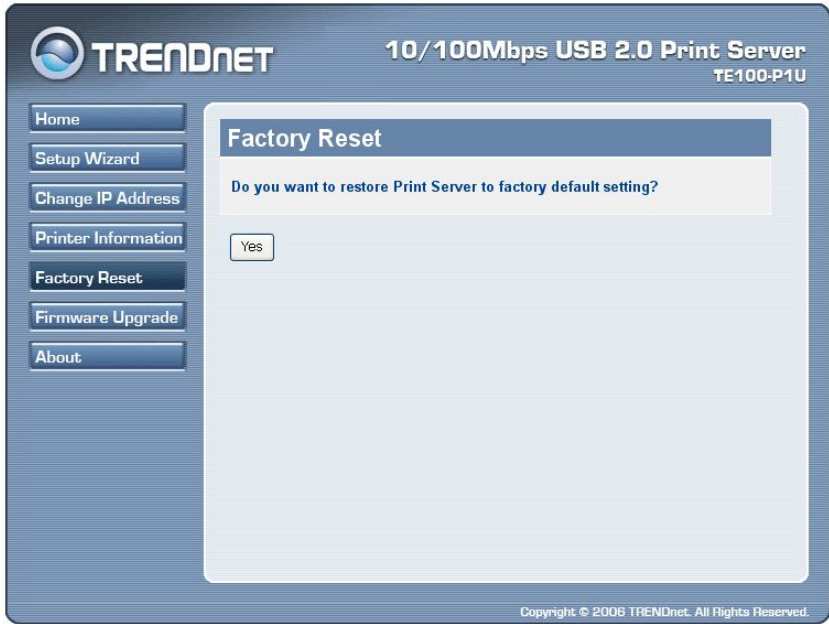 TRENDNET
10/100Mbps USB 2.0 Print Server
TE100-P1U
Home
Setup Wizard
Change IP Address
Printer Information
Factory Reset
Firmware Upgrade
About
Factory Reset
Do you want to restore Print Server to factory default setting?
Yes
Copyright © 2006 TRENDnet. All Rights Reserved.